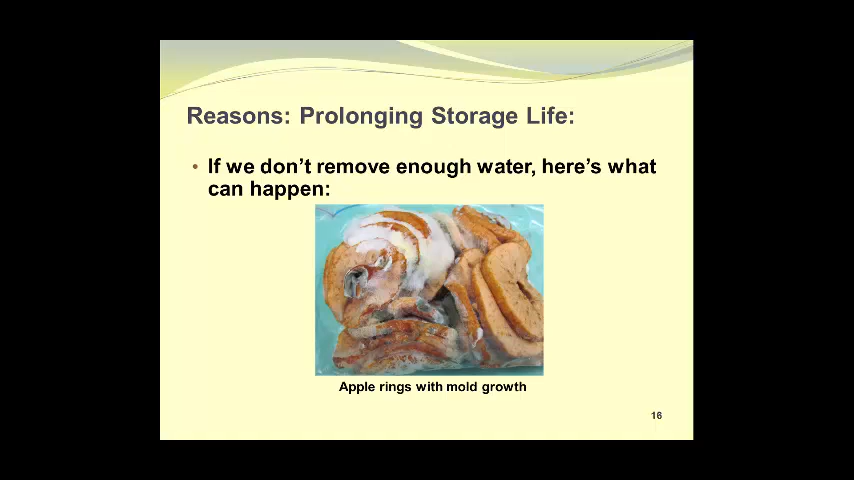 Reasons: Prolonging Storage Life:
• If we don't remove enough water, here's what
can happen:
Apple rings with mold growth
16